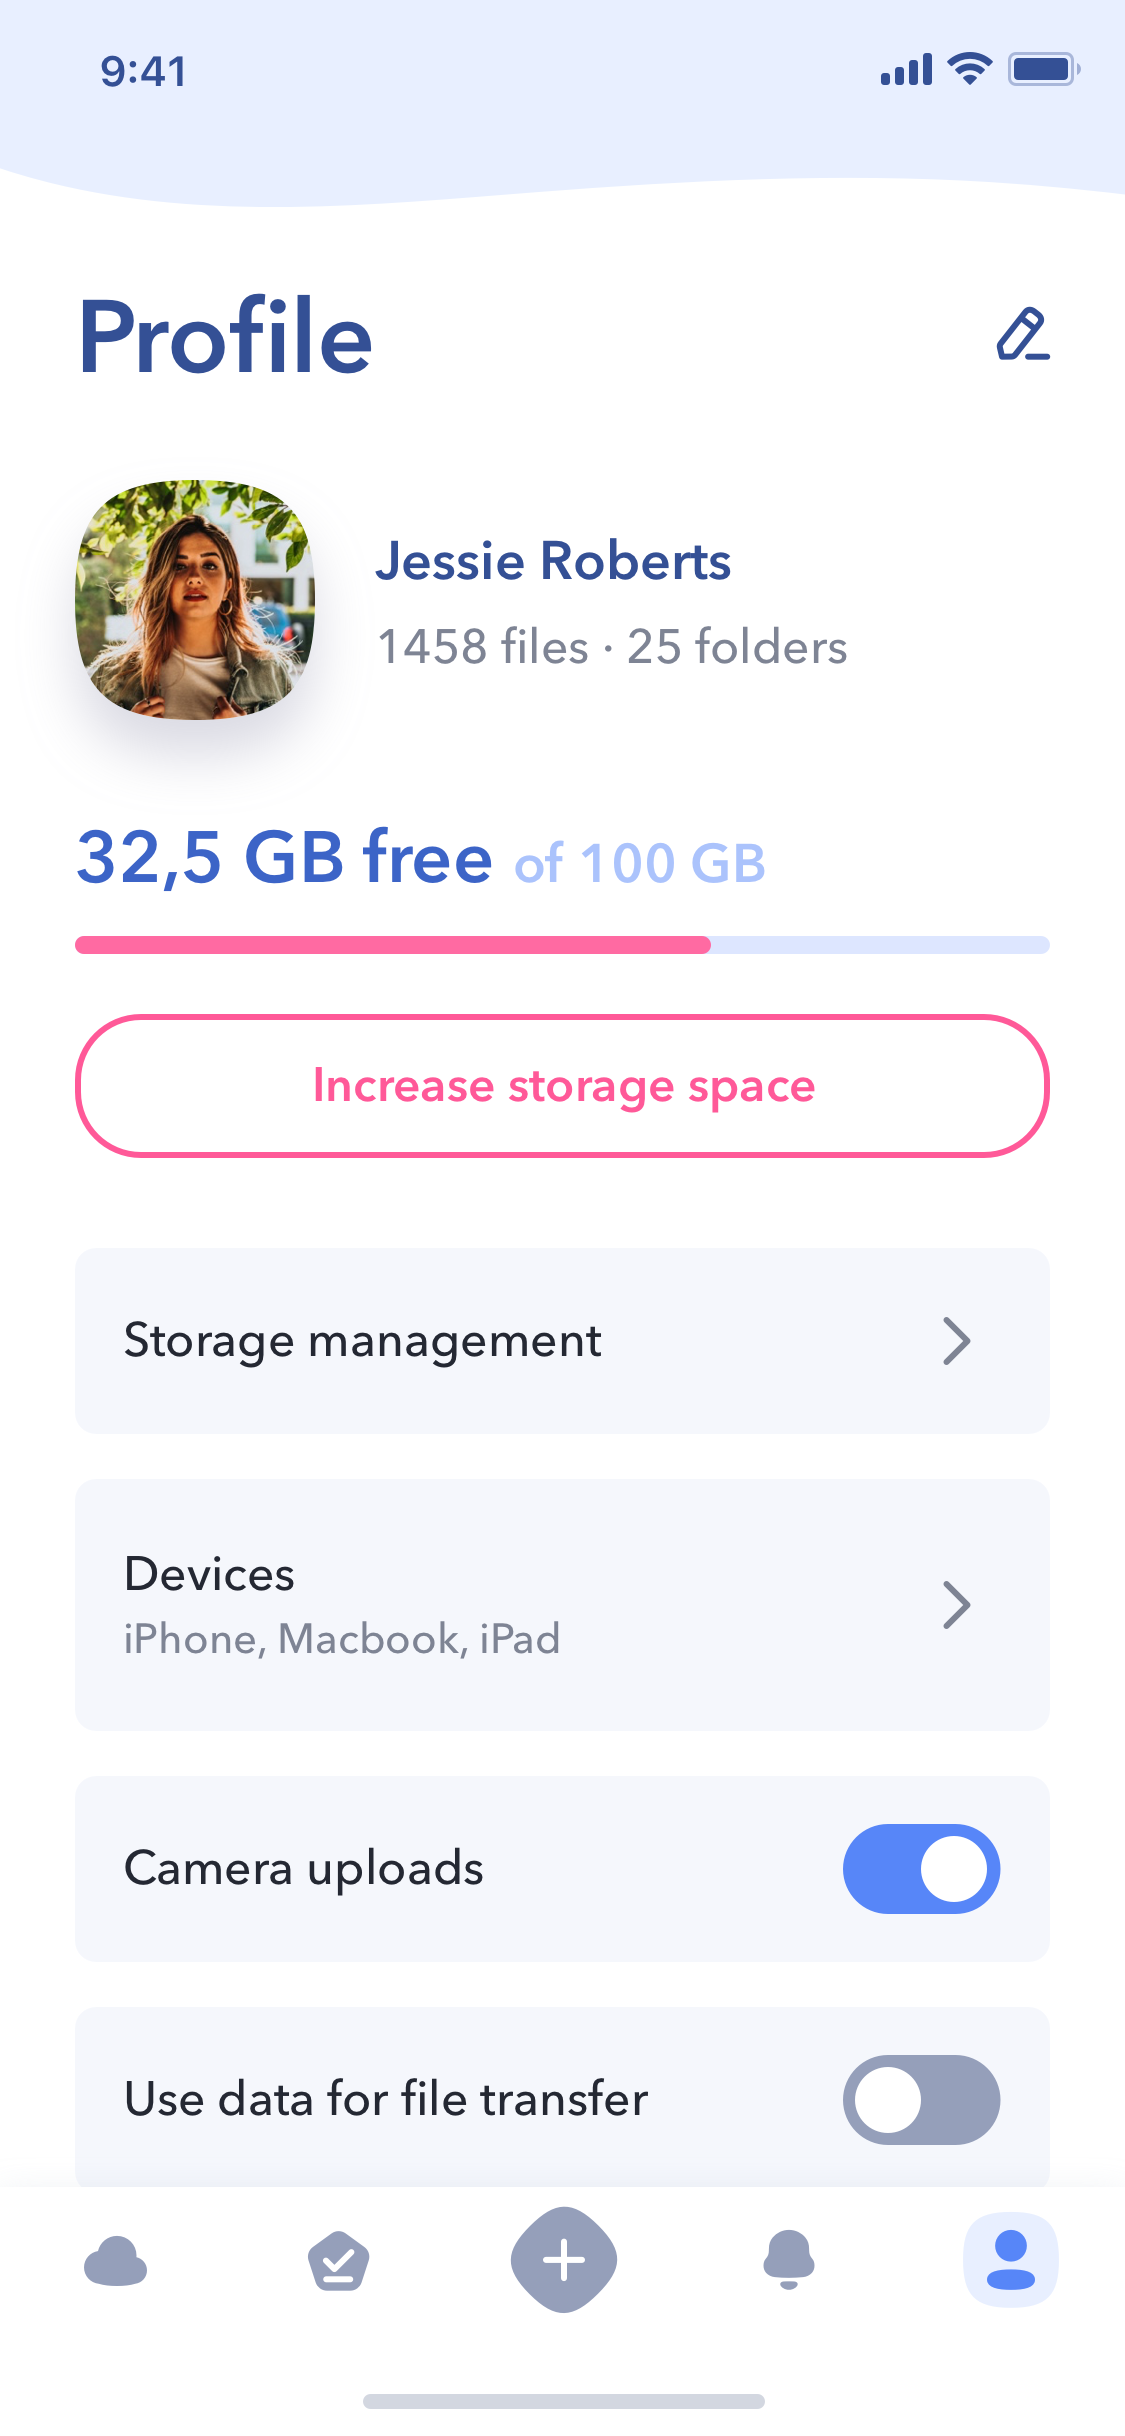 9:41
Profile
Jessie Roberts
1458 files · 25 folders
32,5 GB free of 100 GB
Increase storage space
Storage management
Devices
iPhone, Macbook, iPad
Camera uploads
Use data for file transfer